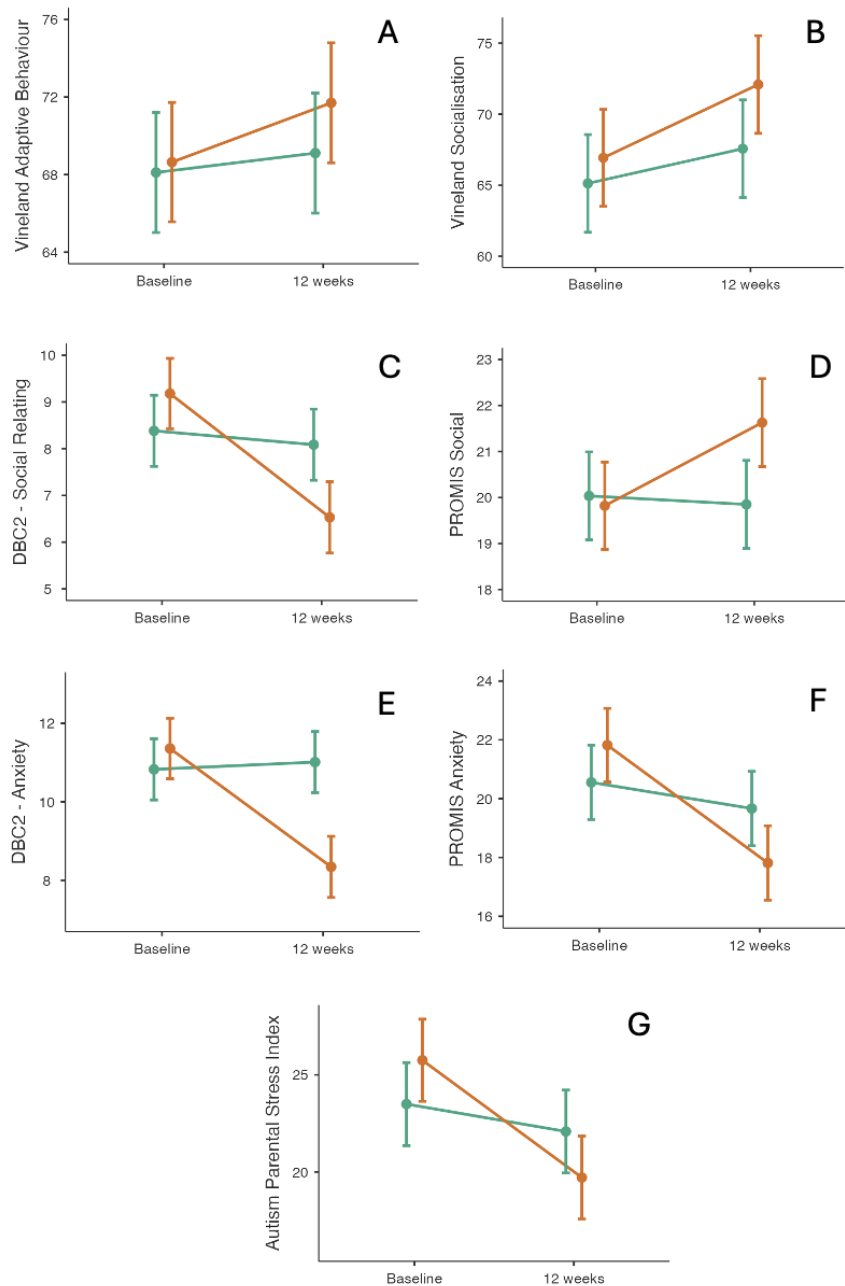 A
Vineland Adaptive Behaviour
76
72
68
64
Baseline
12 weeks
B
Vineland Socialisation
75
70
65
60
Baseline
12 weeks
C
DBC2 - Social Relating
10
9
8
7
6
5
Baseline
12 weeks
D
PROMIS Social
23
22
21
20
19
18
Baseline
12 weeks
E
DBC2 - Anxiety
12
10
8
Baseline
12 weeks
F
PROMIS Anxiety
24
22
20
18
16
Baseline
12 weeks
G
Autism Parental Stress Index
25
20
Baseline
12 weeks